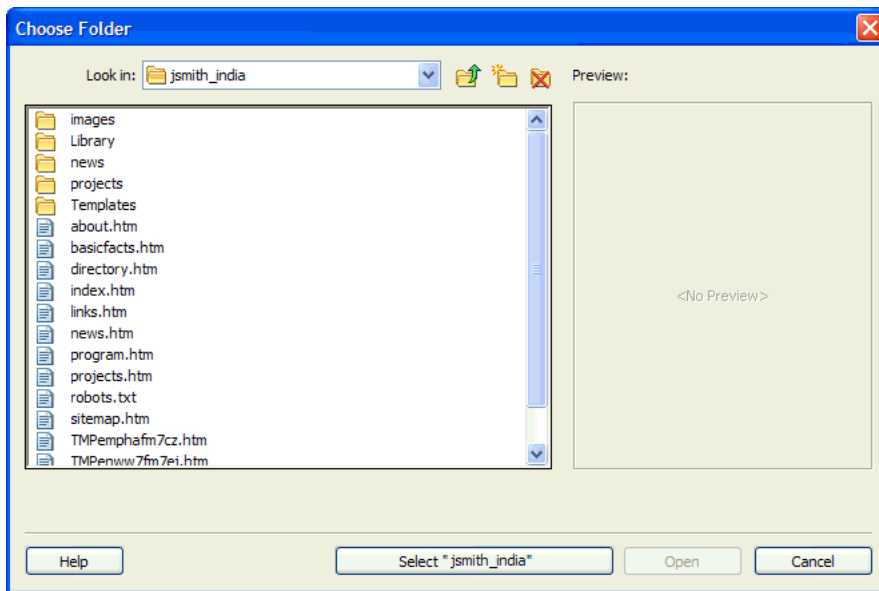 Choose Folder
Look in: jsmith_india Preview:
images
Library
news
projects
Templates
about.htm
basicfacts.htm
directory.htm
index.htm
links.htm
news.htm
program.htm
projects.htm
robots.txt
sitemap.htm
TMPemphafm7cz.htm
TMPenww7fm7ei.htm
<No Preview>
Help Select "jsmith_india" Open Cancel